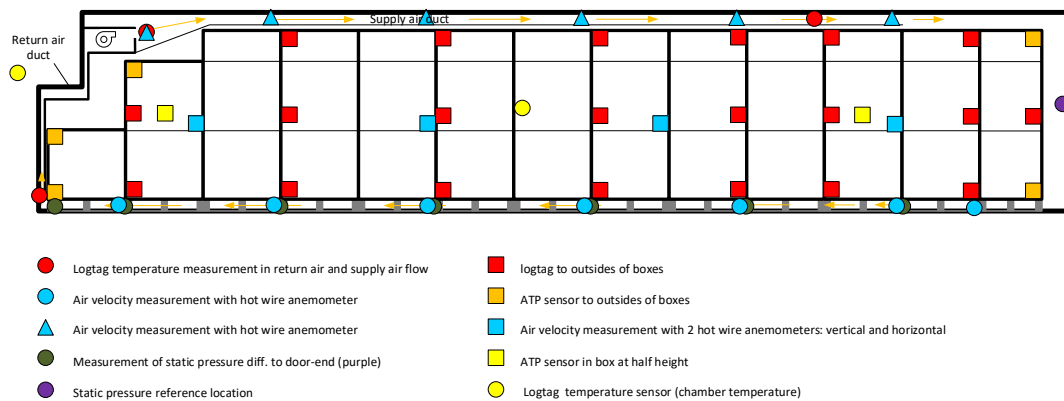 Supply air duct
Return air
duct
Logtag temperature measurement in return air and supply air flow
Air velocity measurement with hot wire anemometer
Air velocity measurement with hot wire anemometer
Measurement of static pressure diff. to door-end (purple)
Static pressure reference location
logtag to outsides of boxes
ATP sensor to outsides of boxes
Air velocity measurement with 2 hot wire anemometers: vertical and horizontal
ATP sensor in box at half height
Logtag temperature sensor (chamber temperature)